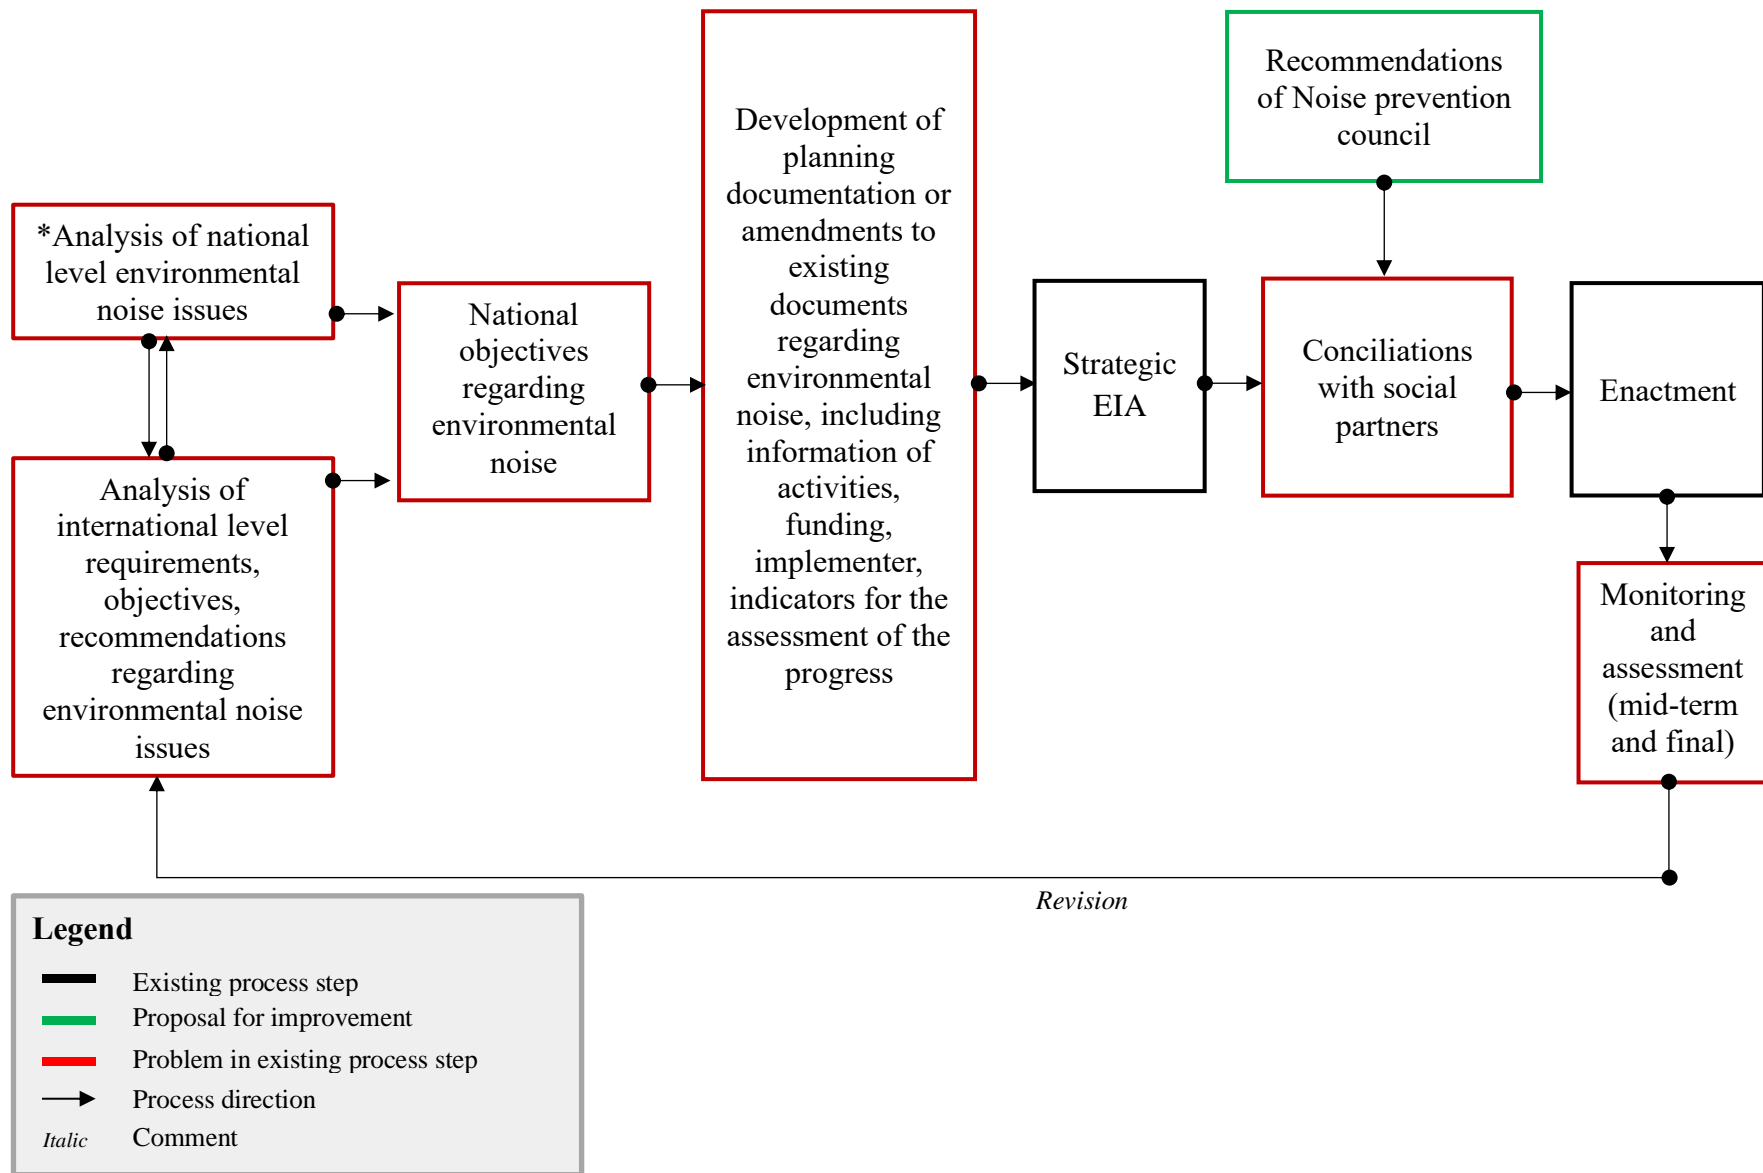 *Analysis of national
level environmental
noise issues
Analysis of
international level
requirements,
objectives,
recommendations
regarding
environmental noise
issues
National
objectives
regarding
environmental
noise
Development of
planning
documentation or
amendments to
existing
documents
regarding
environmental
noise, including
information of
activities,
funding,
implementer,
indicators for the
assessment of the
progress
Strategic
EIA
Recommendations
of Noise prevention
council
Conciliations
with social
partners
Enactment
Monitoring
and
assessment
(mid-term
and final)
Revision
Legend
Existing process step
Proposal for improvement
Problem in existing process step
Process direction
Italic Comment